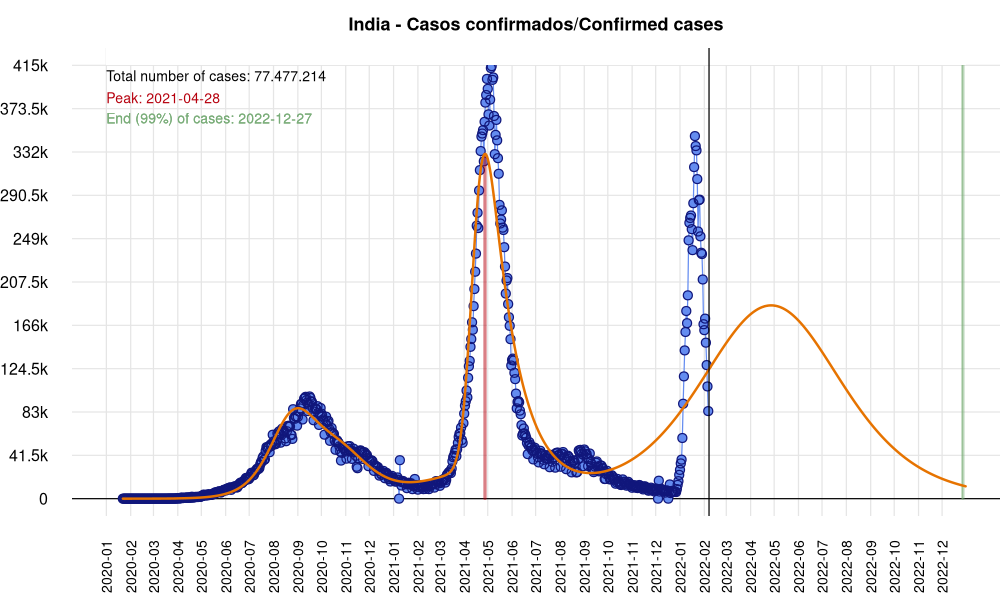 India - Casos confirmados/Confirmed cases
Total number of cases: 77.477.214
Peak: 2021-04-28
End (99%) of cases: 2022-12-27
415k
373.5k
332k
290.5k
249k
207.5k
166k
124.5k
83k
41.5k
0
2020-01
2020-02
2020-03
2020-04
2020-05
2020-06
2020-07
2020-08
2020-09
2020-10
2020-11
2020-12
2021-01
2021-02
2021-03
2021-04
2021-05
2021-06
2021-07
2021-08
2021-09
2021-10
2021-11
2021-12
2022-01
2022-02
2022-03
2022-04
2022-05
2022-06
2022-07
2022-08
2022-09
2022-10
2022-11
2022-12